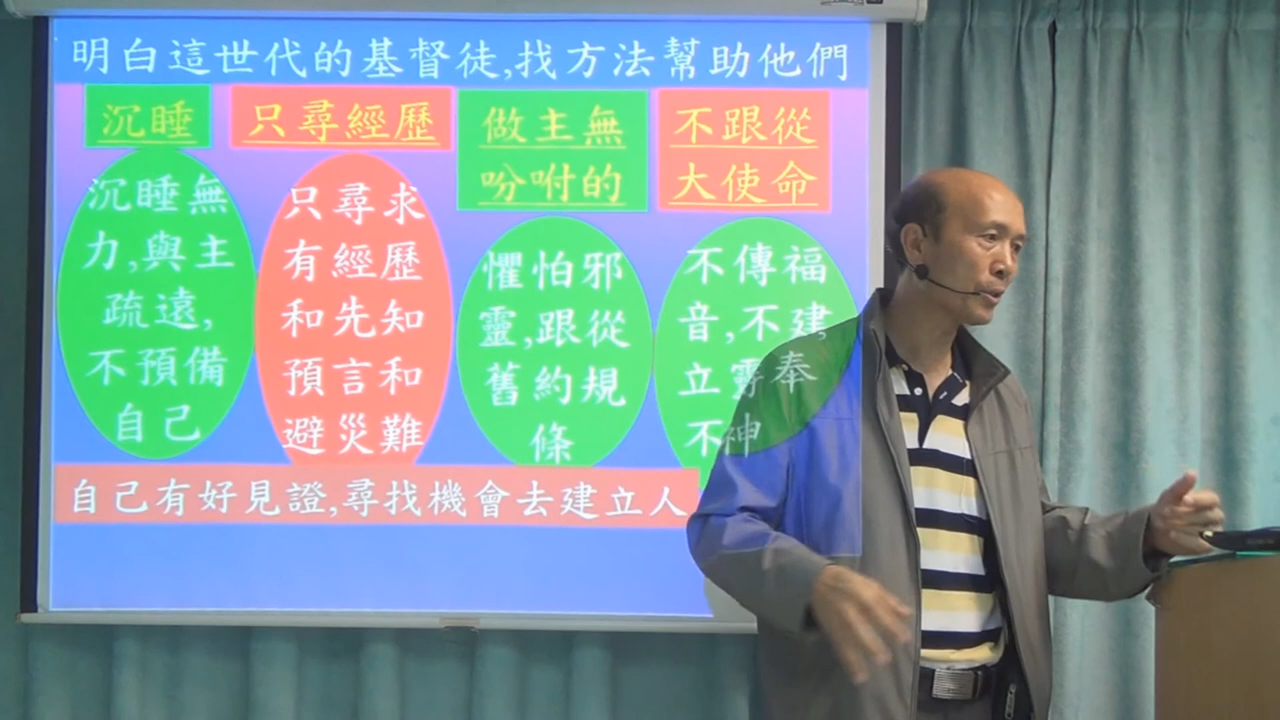 明白這世代的基督徒,找方法幫助他們
沉睡
沉睡無
力,與主
疏遠,
不預備
自己
只尋經歷
只尋求
有經歷
和先知
預言和
避災難
做主無
吩咐的
懼怕邪
靈,跟從
舊約規
條
不跟從
大使命
不傳福
音,不建
立 奉
不 神
自己有好見證,尋找機會去建立人